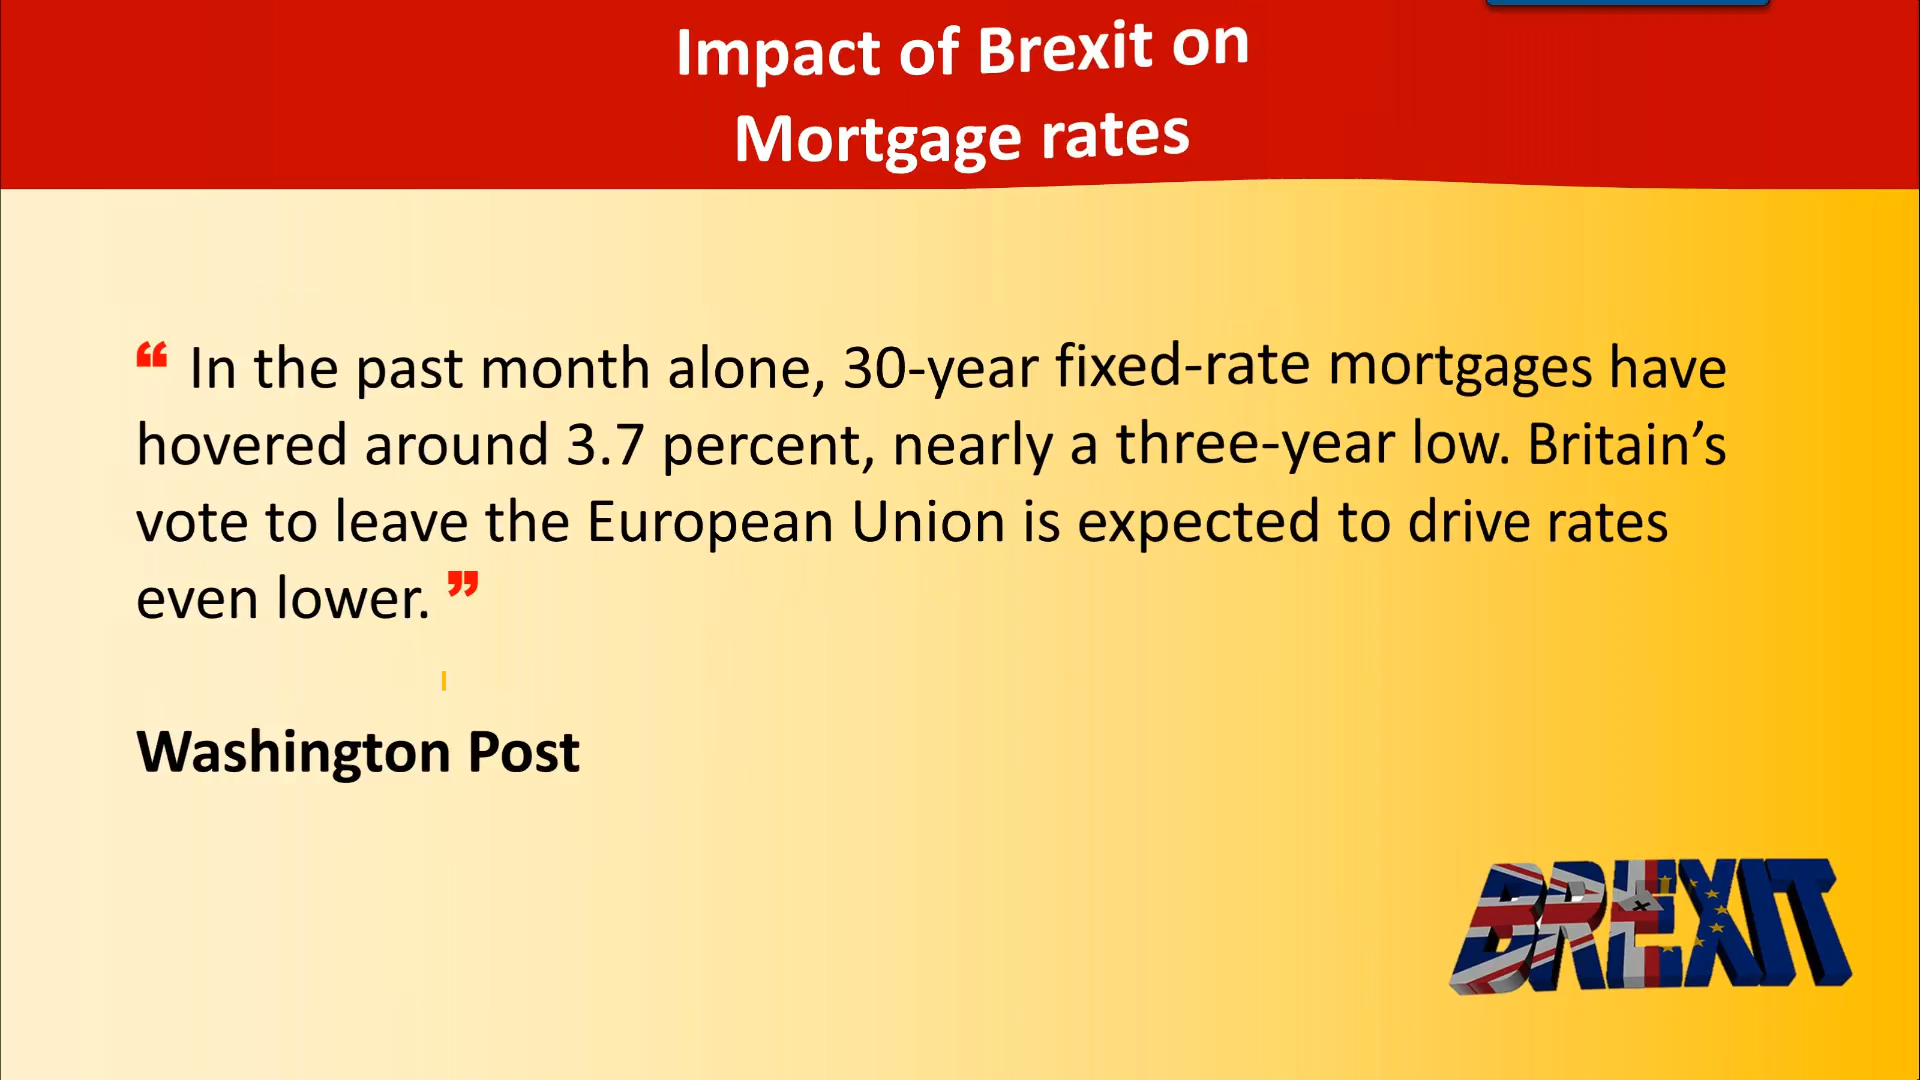 Impact of Brexit on
Mortgage rates
❝ In the past month alone, 30-year fixed-rate mortgages have
hovered around 3.7 percent, nearly a three-year low. Britain’s
vote to leave the European Union is expected to drive rates
even lower. ❞
Washington Post
BREXIT